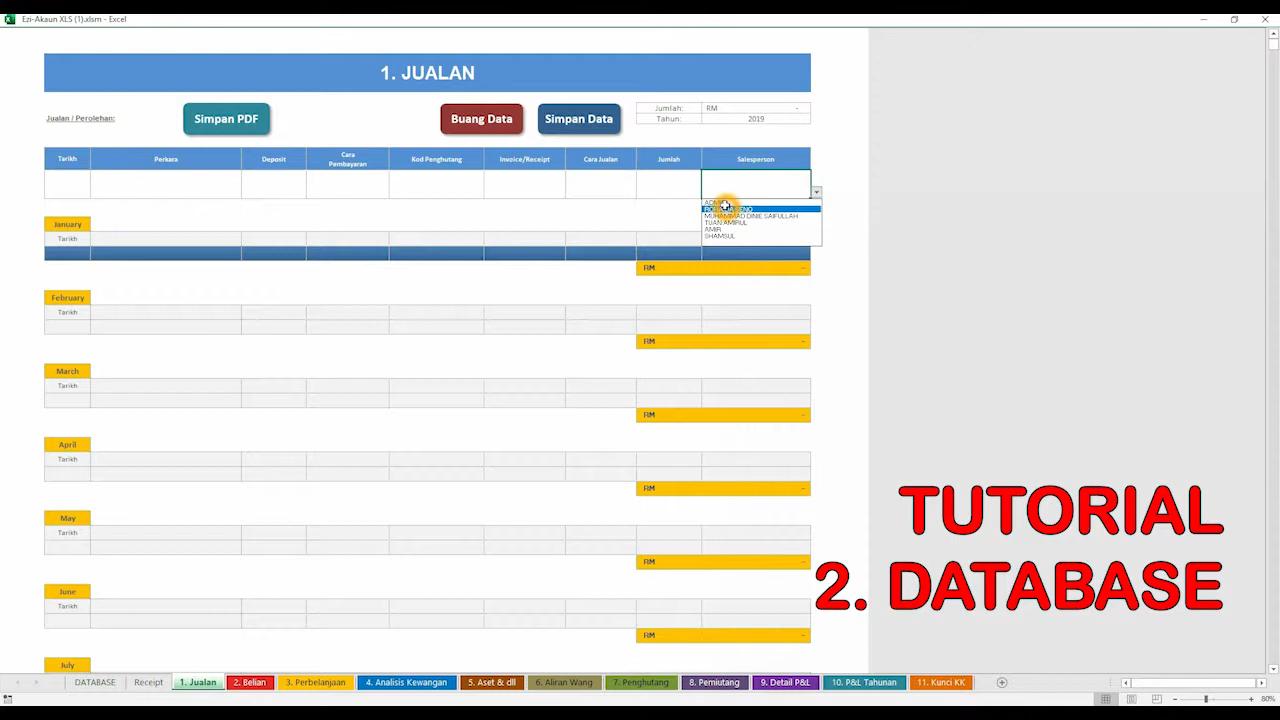 Ezi-Akaun XLS (1).xlsm - Excel
1. JUALAN
Jualan / Perolehan:
Simpan PDF
Buang Data
Simpan Data
Jumlah: RM -
Tahun: 2019
Tarikh Perkara Deposit Cara Pembayaran Kod Penghutang Invoice/Receipt Cara Jualan Jumlah Salesperson
MUHAMMAD DINIE SAIFULLAH
TUAN AMIRUL
AMIR
SHAMSUL
January
Tarikh
RM -
February
Tarikh
RM -
March
Tarikh
RM -
April
Tarikh
RM -
May
Tarikh
RM -
June
Tarikh
RM -
July
TUTORIAL
2. DATABASE
DATABASE Receipt 1. Jualan 2. Belian 3. Perbelanjaan 4. Analisis Kewangan 5. Aset & dll 6. Aliran Wang 7. Penghutang 8. Pemiutang 9. Detail P&L 10. P&L Tahunan 11. Kunci KK
80%